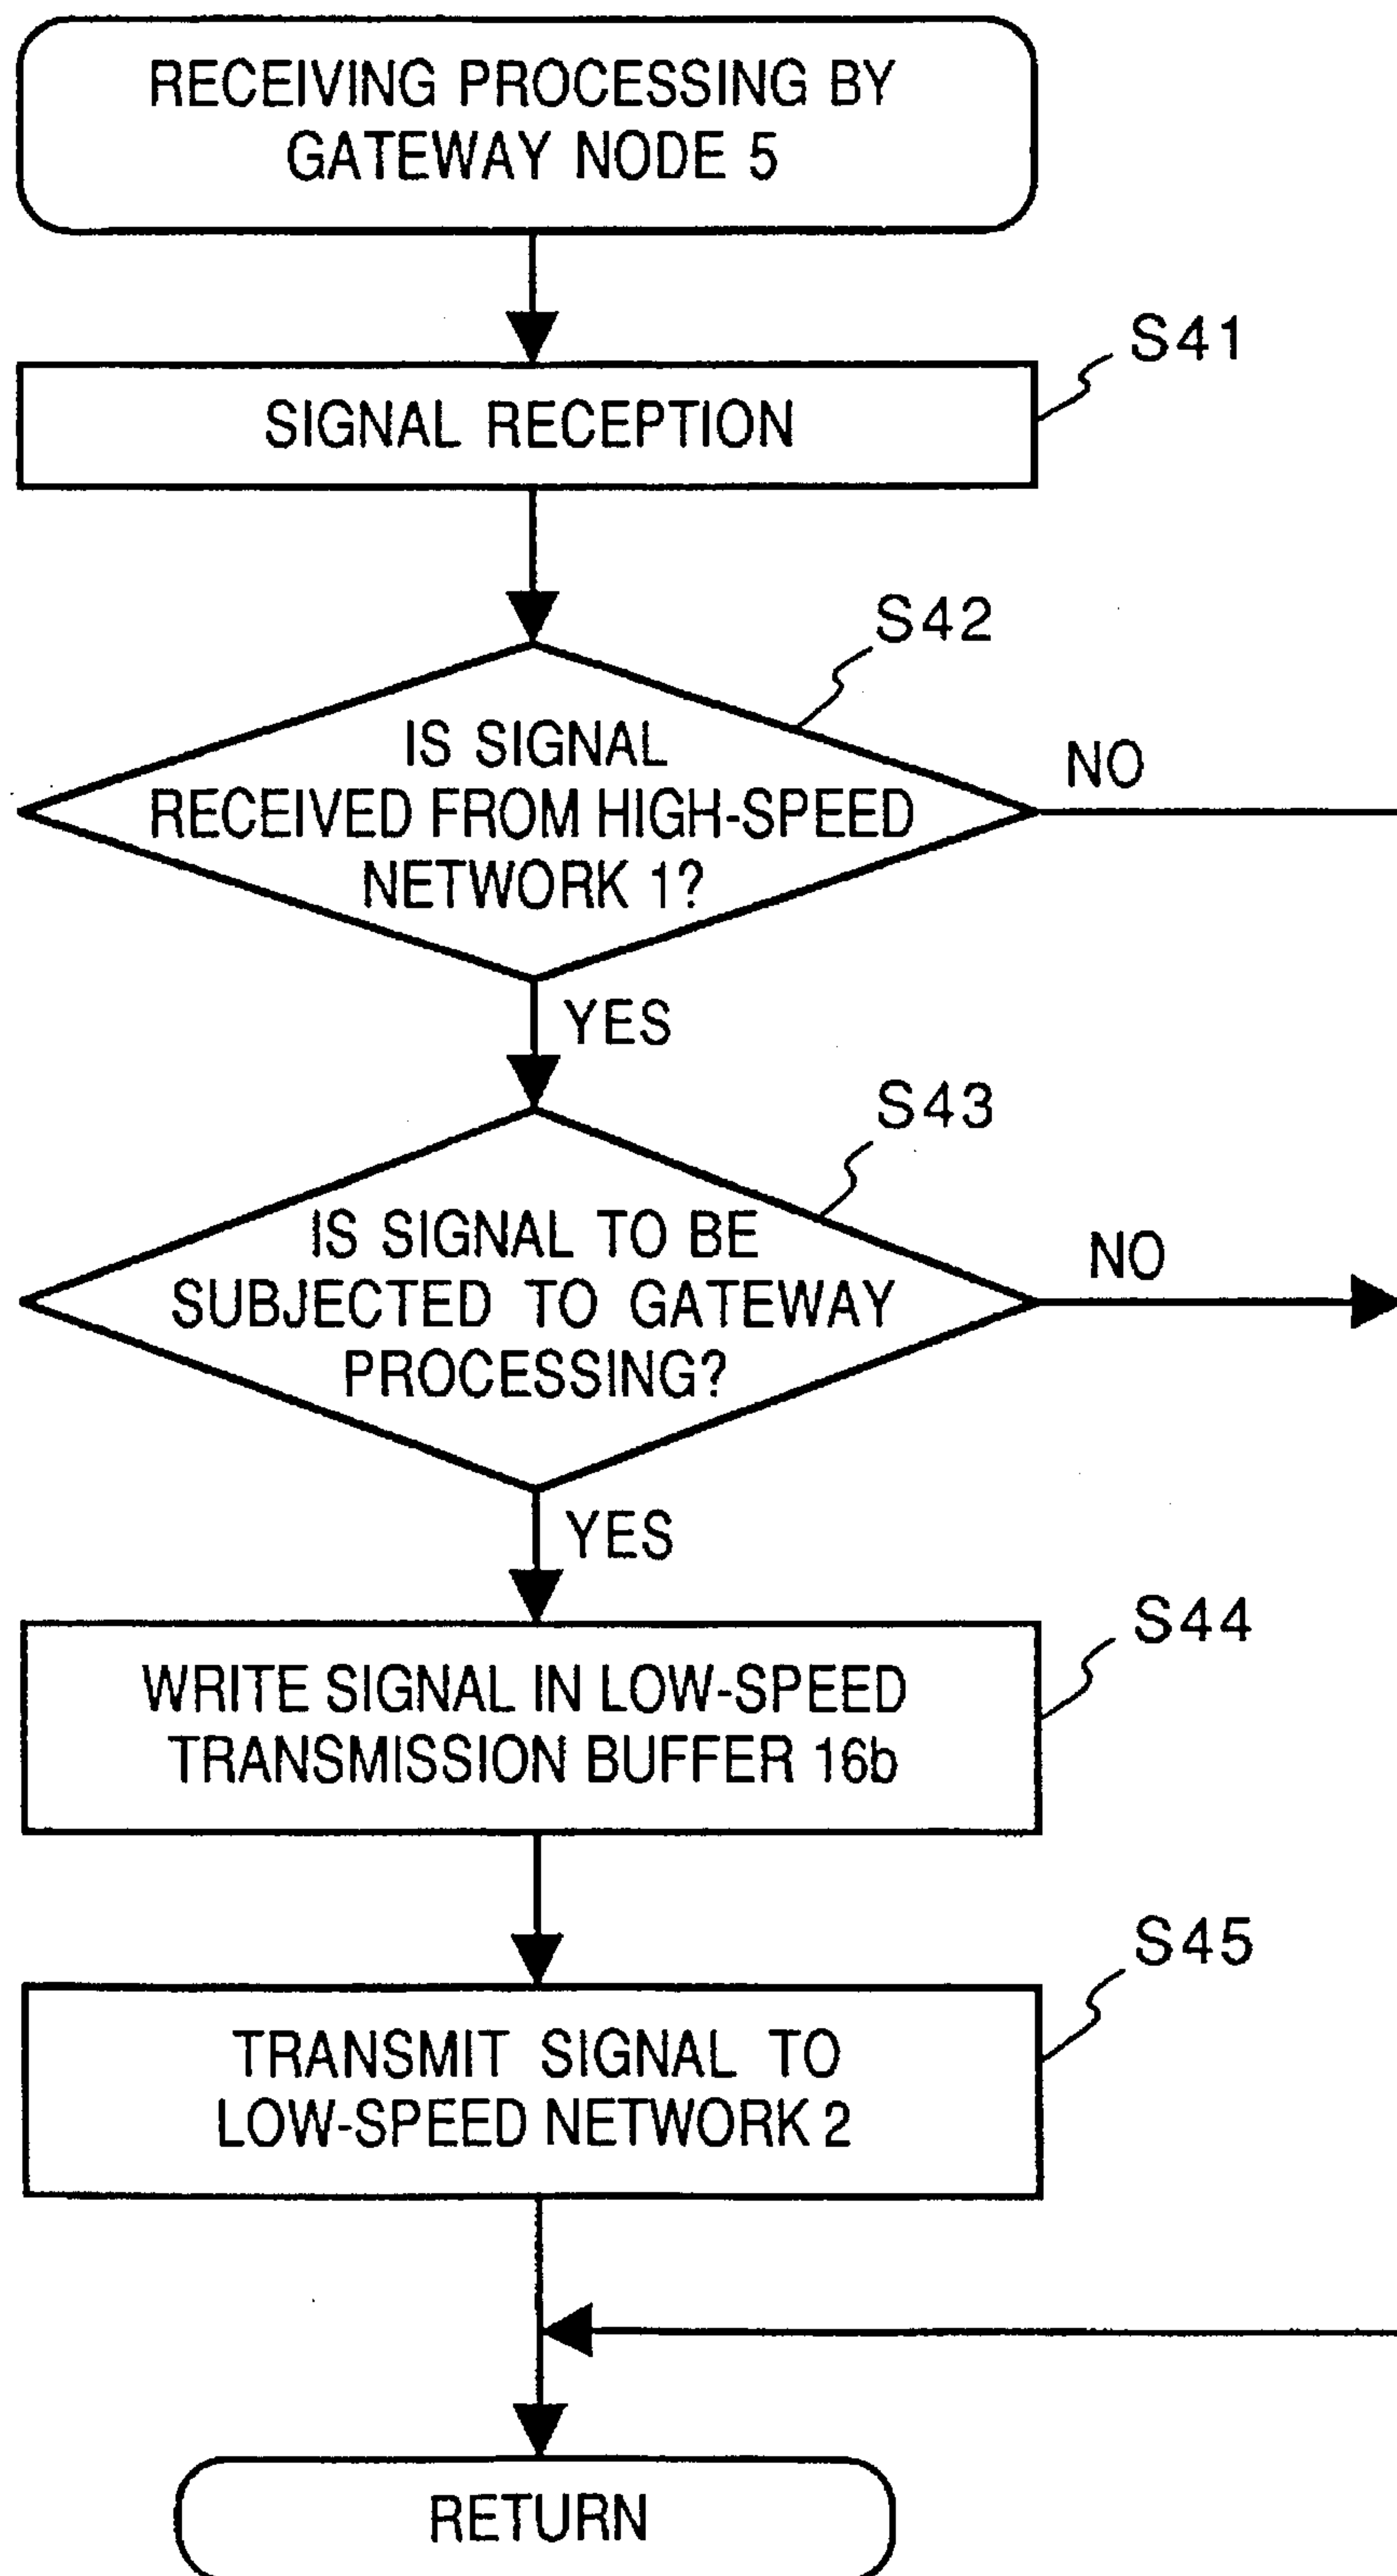 RECEIVING PROCESSING BY
GATEWAY NODE 5
S41
SIGNAL RECEPTION
S42
IS SIGNAL
RECEIVED FROM HIGH-SPEED
NETWORK 1?
NO
YES
S43
IS SIGNAL TO BE
SUBJECTED TO GATEWAY
PROCESSING?
NO
YES
S44
WRITE SIGNAL IN LOW-SPEED
TRANSMISSION BUFFER 16b
S45
TRANSMIT SIGNAL TO
LOW-SPEED NETWORK 2
RETURN